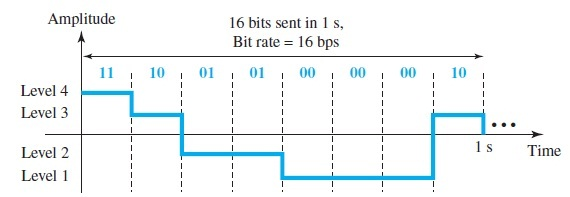 Amplitude
16 bits sent in 1 s,
Bit rate = 16 bps
11 10 01 01 00 00 00 10
Level 4
Level 3
Level 2
Level 1
1 s
Time